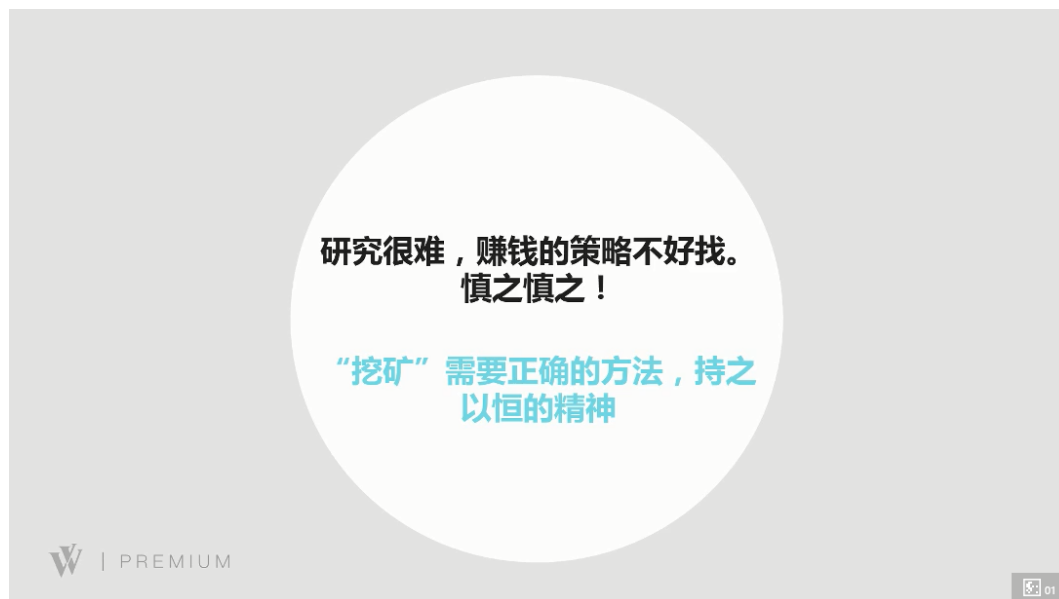 研究很难，赚钱的策略不好找。
慎之慎之！
“挖矿”需要正确的方法，持之
以恒的精神
W | PREMIUM
01